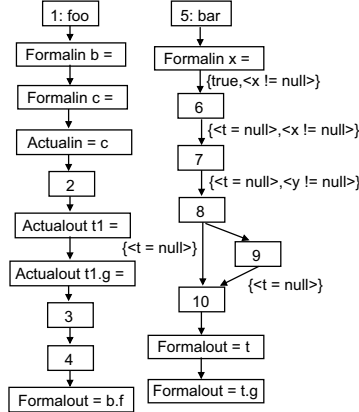 1: foo
Formalin b =
Formalin c =
Actualin = c
2
Actualout t1 =
Actualout t1.g =
3
4
Formalout = b.f
5: bar
Formalin x =
{true,<x != null>}
6
{<t = null>,<x != null>}
7
{<t = null>,<y != null>}
8
{<t = null>}
9
{<t = null>}
10
Formalout = t
Formalout = t.g